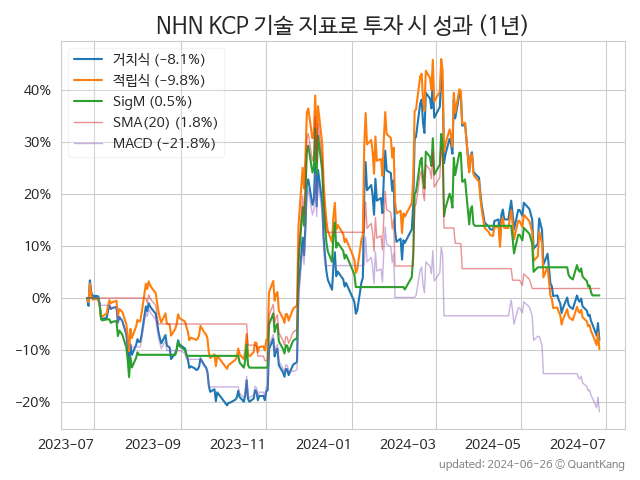 NHN KCP 기술 지표로 투자 시 성과 (1년)
거치식 (−8.1%)
적립식 (−9.8%)
SigM (0.5%)
SMA(20) (1.8%)
MACD (−21.8%)
40%
30%
20%
10%
0%
−10%
−20%
2023-07 2023-09 2023-11 2024-01 2024-03 2024-05 2024-07
updated: 2024-06-26 © QuantKang